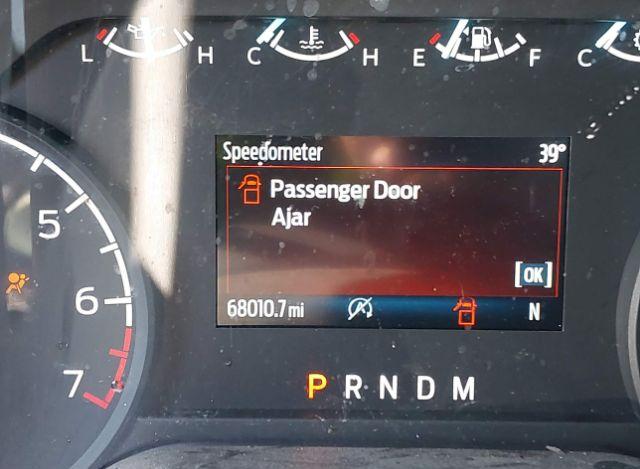 L H C H E F C
Speedometer 39°
Passenger Door
Ajar
[OK]
68010.7 mi N
5
6
7
P R N D M